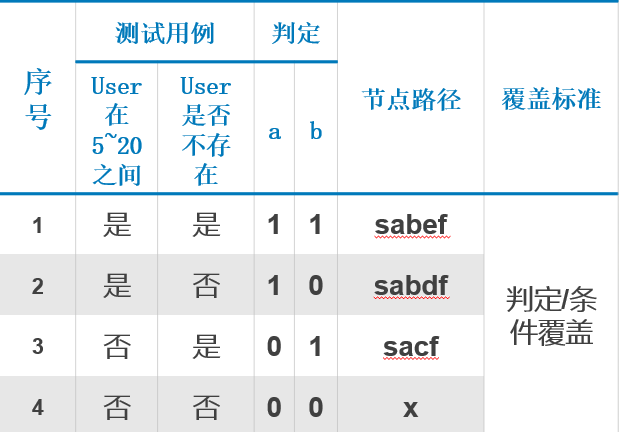 序号 测试用例 判定 节点路径 覆盖标准
User在5~20之间 User是否不存在 a b
1 是 是 1 1 sabef 判定/条件覆盖
2 是 否 1 0 sabdf
3 否 是 0 1 sacf
4 否 否 0 0 x